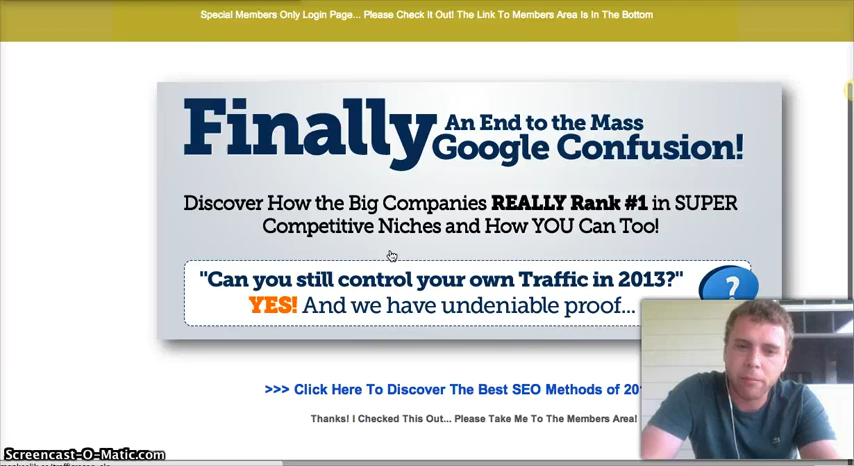 Special Members Only Login Page... Please Check It Out! The Link To Members Area Is In The Bottom
Finally An End to the Mass
Google Confusion!
Discover How the Big Companies REALLY Rank #1 in SUPER
Competitive Niches and How YOU Can Too!
"Can you still control your own Traffic in 2013?"
YES! And we have undeniable proof...
?
>>> Click Here To Discover The Best SEO Methods of
Thanks! I Checked This Out... Please Take Me To The Members Area!
Screencast-O-Matic.com